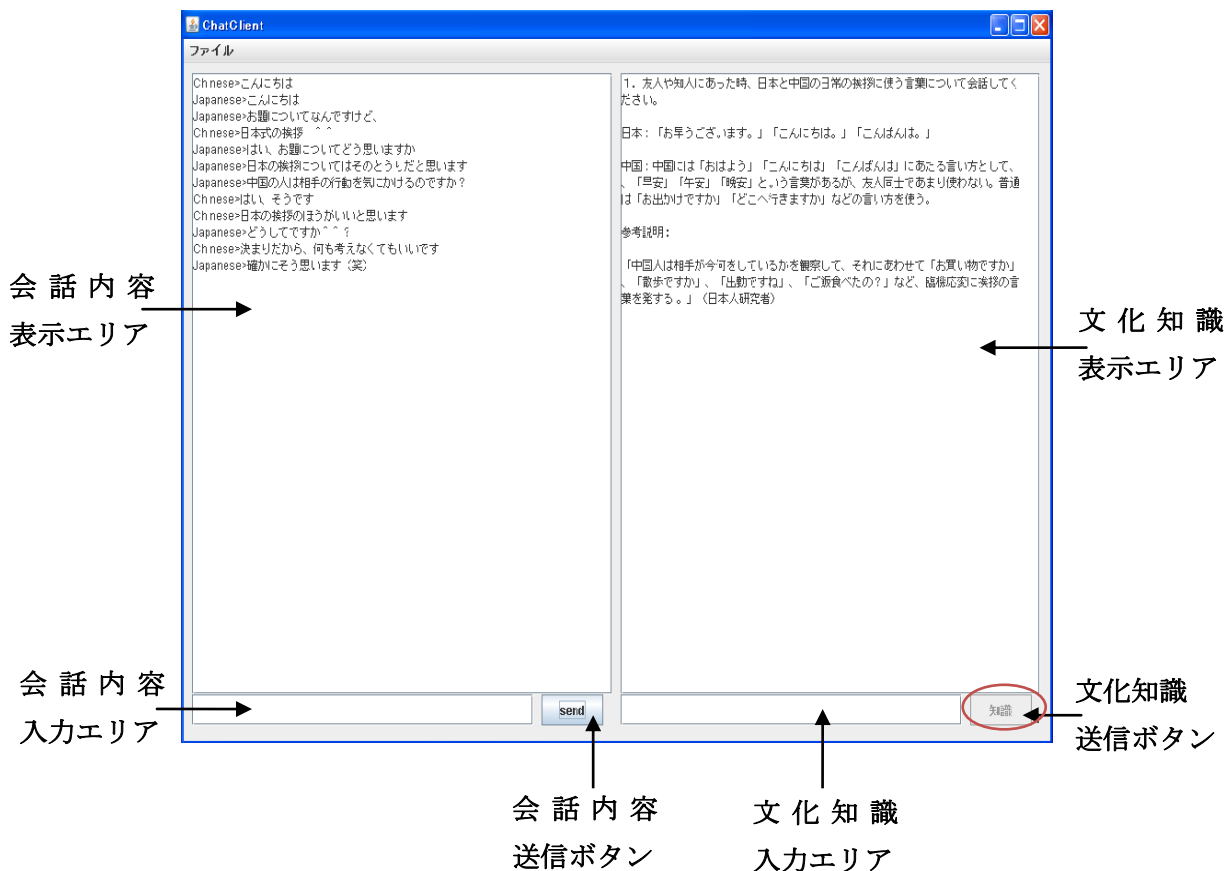 ChatClient
ファイル
Chinese>こんにちは
Japanese>こんにちは
Japanese>お題についてなんですけど、
Chinese>日本式の挨拶　＾＾
Japanese>はい、お題についてどう思いますか
Japanese>日本の挨拶についてはそのとうりだと思います
Japanese>中国の人は相手の行動を気にかけるのですか？
Chinese>はい、そうです
Chinese>日本の挨拶のほうがいいと思います
Japanese>どうしてですか＾＾？
Chinese>決まりだから、何も考えなくてもいいです
Japanese>確かにそう思います（笑）
1．友人や知人にあった時、日本と中国の日常の挨拶に使う言葉について会話してく
ださい。
日本：「お早うございます。」「こんにちは。」「こんばんは。」
中国：中国には「おはよう」「こんにちは」「こんばんは」にあたる言い方として、
、「早安」「午安」「晩安」という言葉があるが、友人同士であまり使わない。普通
は「お出かけですか」「どこへ行きますか」などの言い方を使う。
参考説明：
「中国人は相手が今何をしているかを観察して、それにあわせて「お買い物ですか」
、「散歩ですか」、「出勤ですね」、「ご飯食べたの？」など、臨機応変に挨拶の言
葉を発する。」（日本人研究者）
send
知識
会話内容
表示エリア
文化知識
表示エリア
会話内容
入力エリア
文化知識
送信ボタン
会話内容
送信ボタン
文化知識
入力エリア